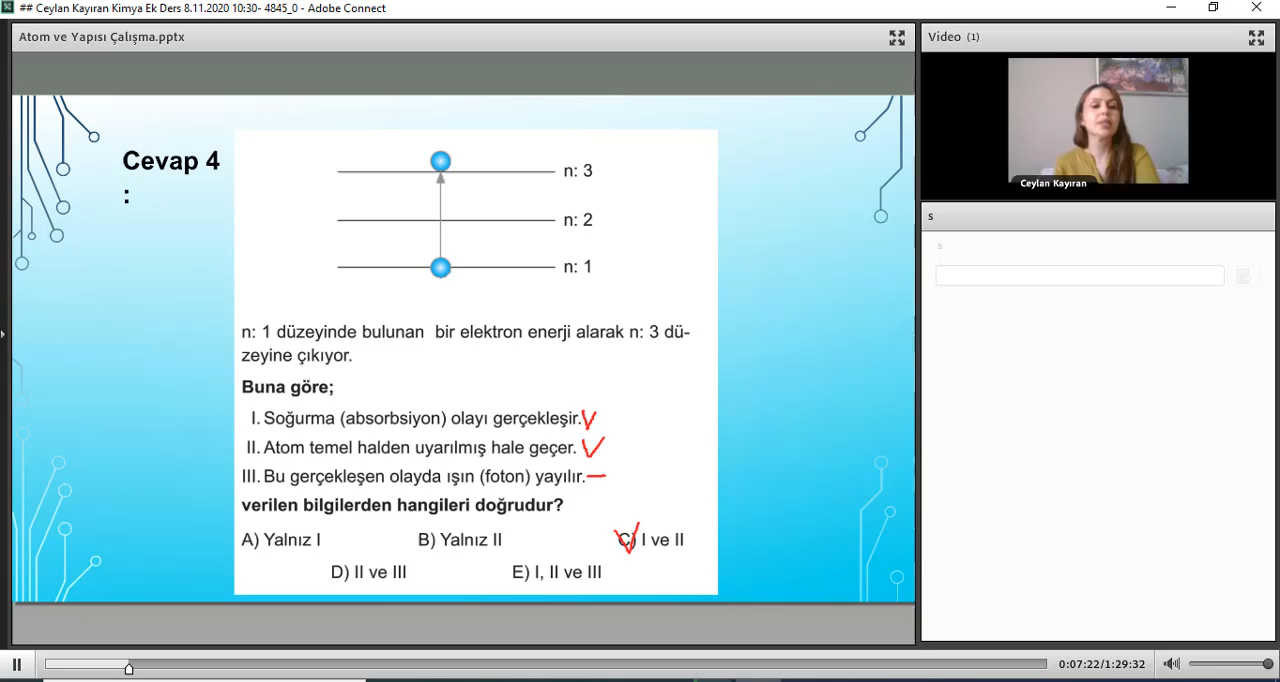 ## Ceylan Kayıran Kimya Ek Ders 8.11.2020 10:30- 4845_0 - Adobe Connect
Atom ve Yapısı Çalışma.pptx
Video (1)
Cevap 4
:
n: 3
n: 2
n: 1
n: 1 düzeyinde bulunan bir elektron enerji alarak n: 3 dü-
zeyine çıkıyor.
Buna göre;
I. Soğurma (absorbsiyon) olayı gerçekleşir.
II. Atom temel halden uyarılmış hale geçer.
III. Bu gerçekleşen olayda ışın (foton) yayılır.
verilen bilgilerden hangileri doğrudur?
A) Yalnız I B) Yalnız II C) I ve II
D) II ve III E) I, II ve III
Ceylan Kayıran
s
s
0:07:22/1:29:32